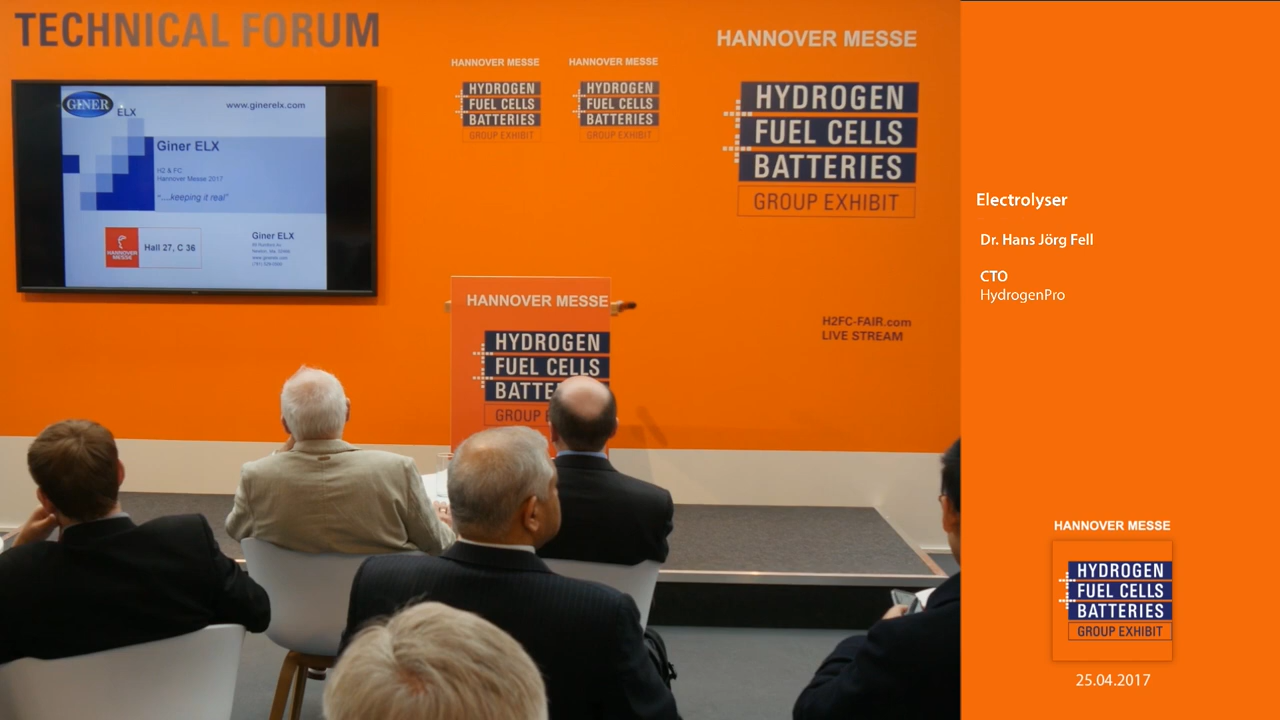 TECHNICAL FORUM
GINER
ELX
www.ginerelx.com
Giner ELX
H2 & FC
Hannover Messe 2017
"....keeping it real"
HANNOVER
MESSE
Hall 27, C 36
Giner ELX
HANNOVER MESSE
HYDROGEN
FUEL CELLS
BATTERIES
GROUP EXHIBIT
HANNOVER MESSE
HYDROGEN
FUEL CELLS
BATTERIES
GROUP EXHIBIT
HANNOVER MESSE
HYDROGEN
FUEL CELLS
BATTERIES
GROUP EXHIBIT
HANNOVER MESSE
HYDROGEN
FUEL CELLS
BATTE
GROUP
H2FC-FAIR.com
LIVE STREAM
Electrolyser
Dr. Hans Jörg Fell
CTO
HydrogenPro
HANNOVER MESSE
HYDROGEN
FUEL CELLS
BATTERIES
GROUP EXHIBIT
25.04.2017